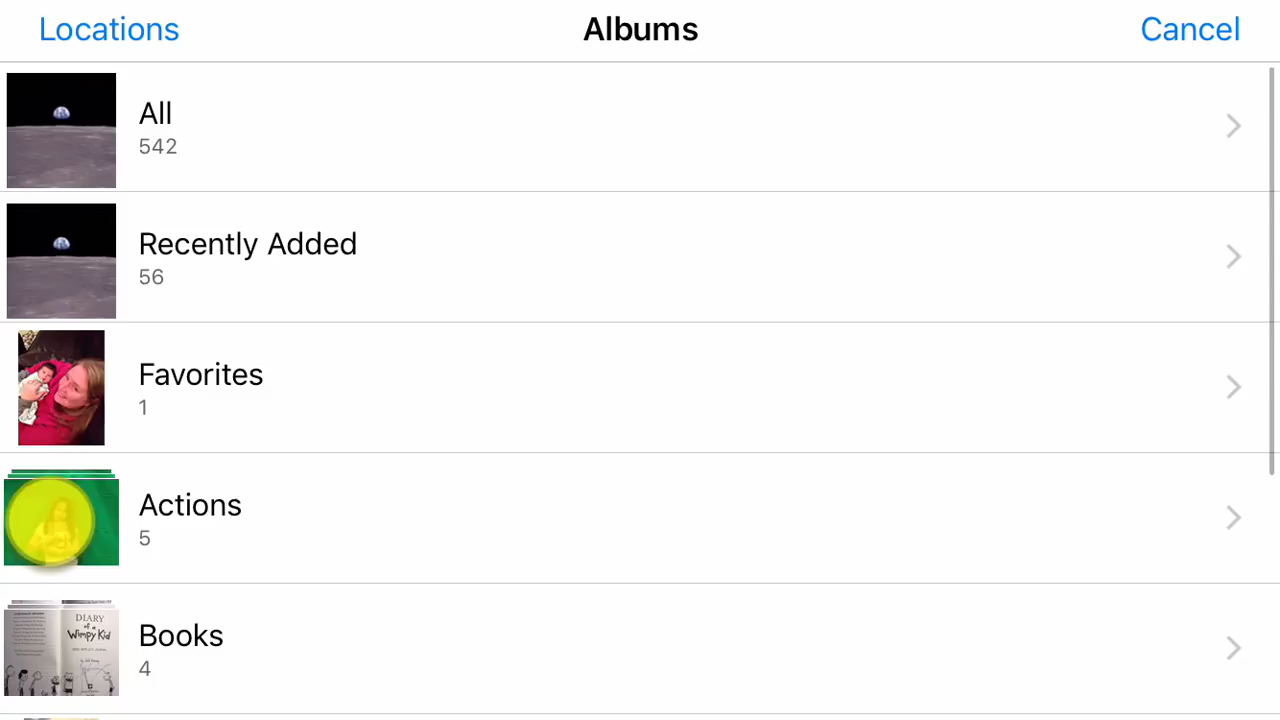 Locations
Albums
Cancel
All
542
Recently Added
56
Favorites
1
Actions
5
DIARY
of a
Wimpy Kid
Books
4